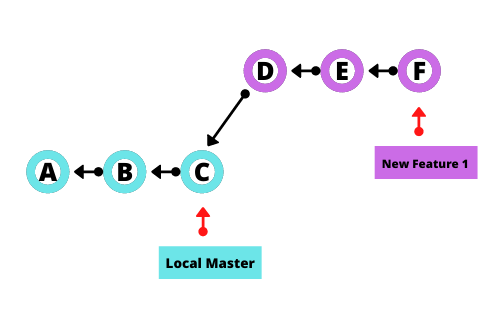 D E F
New Feature 1
A B C
Local Master